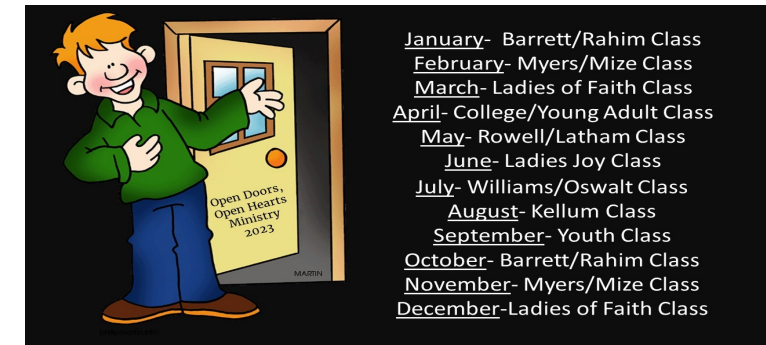 Open Doors,
Open Hearts
Ministry
2023
MARTIN
January-  Barrett/Rahim Class
February- Myers/Mize Class
March- Ladies of Faith Class
April- College/Young Adult Class
May- Rowell/Latham Class
June- Ladies Joy Class
July- Williams/Oswalt Class
August- Kellum Class
September- Youth Class
October- Barrett/Rahim Class
November- Myers/Mize Class
December-Ladies of Faith Class